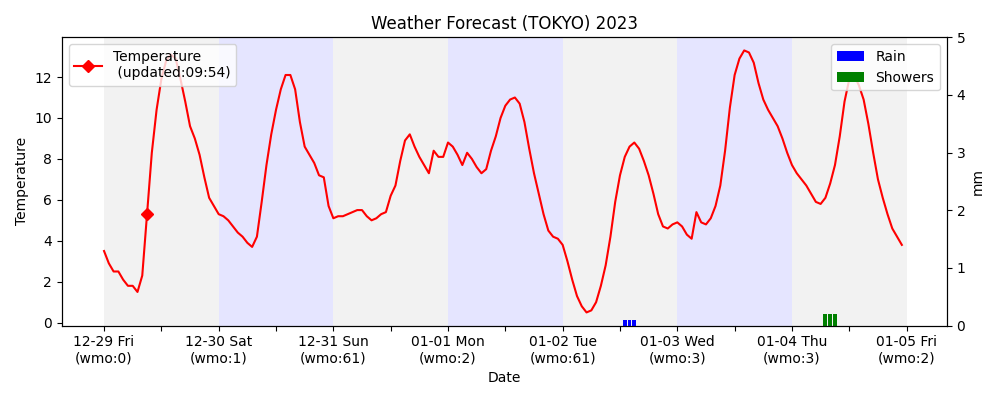 Weather Forecast (TOKYO) 2023
Temperature
(updated:09:54)
Rain
Showers
Temperature
12
10
8
6
4
2
0
5
4
3
2
1
0
mm
12-29 Fri
(wmo:0)
12-30 Sat
(wmo:1)
12-31 Sun
(wmo:61)
01-01 Mon
(wmo:2)
01-02 Tue
(wmo:61)
01-03 Wed
(wmo:3)
01-04 Thu
(wmo:3)
01-05 Fri
(wmo:2)
Date